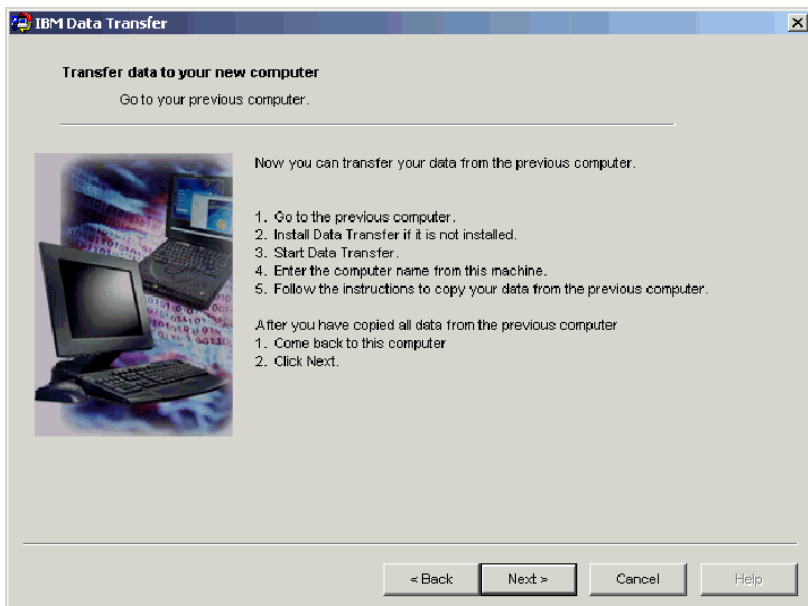 IBM Data Transfer
Transfer data to your new computer
Go to your previous computer.
Now you can transfer your data from the previous computer.
1. Go to the previous computer.
2. Install Data Transfer if it is not installed.
3. Start Data Transfer.
4. Enter the computer name from this machine.
5. Follow the instructions to copy your data from the previous computer.
After you have copied all data from the previous computer
1. Come back to this computer
2. Click Next.
< Back Next > Cancel Help